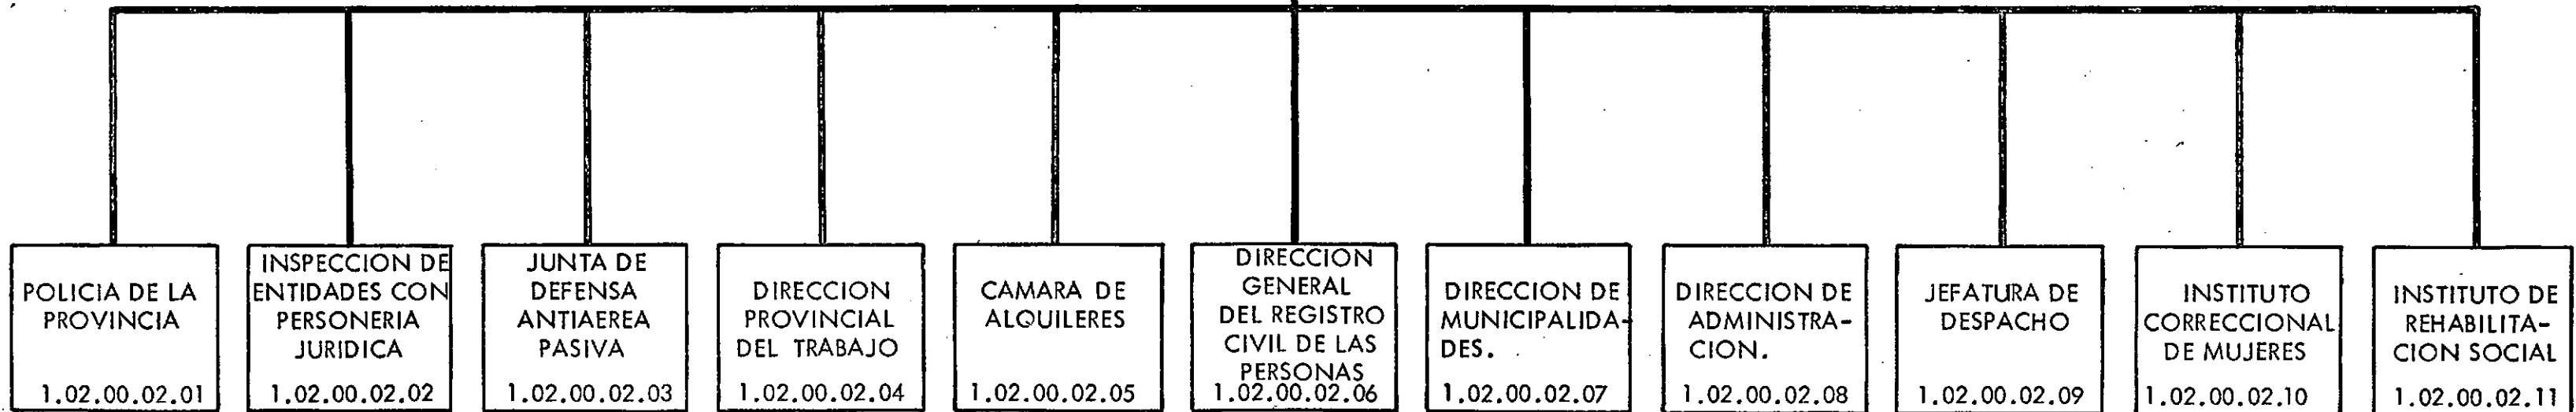 POLICIA DE LA
PROVINCIA
1.02.00.02.01
INSPECCION DE
ENTIDADES CON
PERSONERIA
JURIDICA
1.02.00.02.02
JUNTA DE
DEFENSA
ANTIAEREA
PASIVA
1.02.00.02.03
DIRECCION
PROVINCIAL
DEL TRABAJO
1.02.00.02.04
CAMARA DE
ALQUILERES
1.02.00.02.05
DIRECCION
GENERAL
DEL REGISTRO
CIVIL DE LAS
PERSONAS
1.02.00.02.06
DIRECCION DE
MUNICIPALIDA-
DES.
1.02.00.02.07
DIRECCION DE
ADMINISTRA-
CION.
1.02.00.02.08
JEFATURA DE
DESPACHO
1.02.00.02.09
INSTITUTO
CORRECCIONAL
DE MUJERES
1.02.00.02.10
INSTITUTO DE
REHABILITA-
CION SOCIAL
1.02.00.02.11